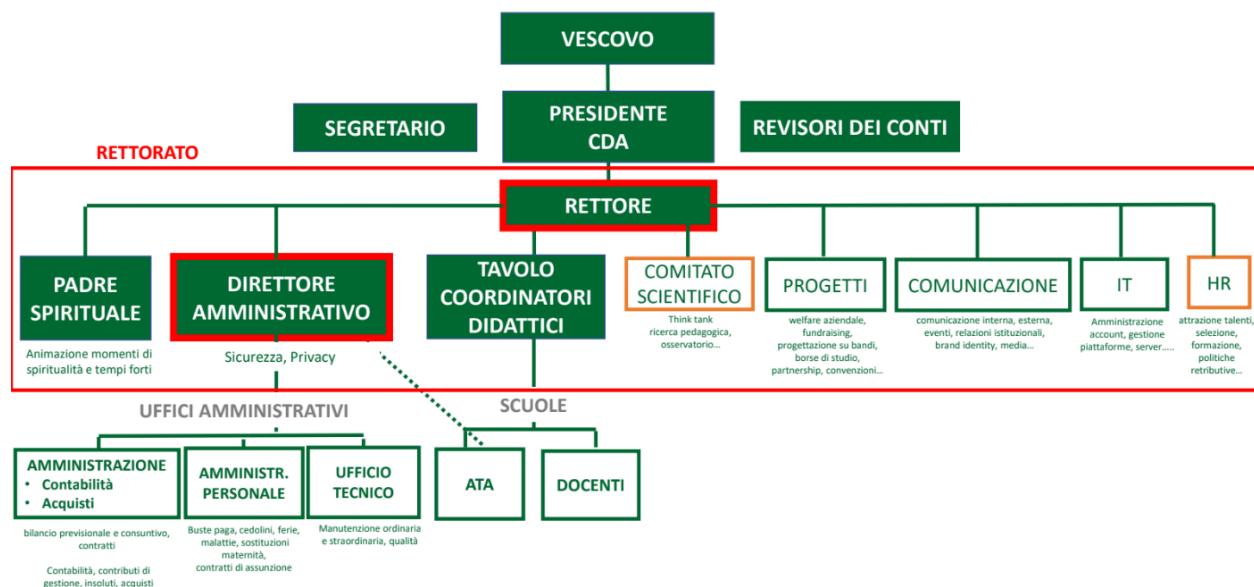 VESCOVO
SEGRETARIO
PRESIDENTE
CDA
REVISORI DEI CONTI
RETTORATO
RETTORE
PADRE
SPIRITUALE
Animazione momenti di
spiritualità e tempi forti
DIRETTORE
AMMINISTRATIVO
Sicurezza, Privacy
TAVOLO
COORDINATORI
DIDATTICI
COMITATO
SCIENTIFICO
Think tank
ricerca pedagogica,
osservatorio...
PROGETTI
welfare aziendale,
fundraising,
progettazione su bandi,
borse di studio,
partnership, convenzioni...
COMUNICAZIONE
comunicazione interna, esterna,
eventi, relazioni istituzionali,
brand identity, media...
IT
Amministrazione
account, gestione
piattaforme, server.....
HR
attrazione talenti,
selezione,
formazione,
politiche
retributive...
UFFICI AMMINISTRATIVI
SCUOLE
AMMINISTRAZIONE
• Contabilità
• Acquisti
bilancio previsionale e consuntivo,
contratti
Contabilità, contributi di
gestione, insoluti, acquisti
AMMINISTR.
PERSONALE
Buste paga, cedolini, ferie,
malattie, sostituzioni
maternità,
contratti di assunzione
UFFICIO
TECNICO
Manutenzione ordinaria
e straordinaria, qualità
ATA
DOCENTI